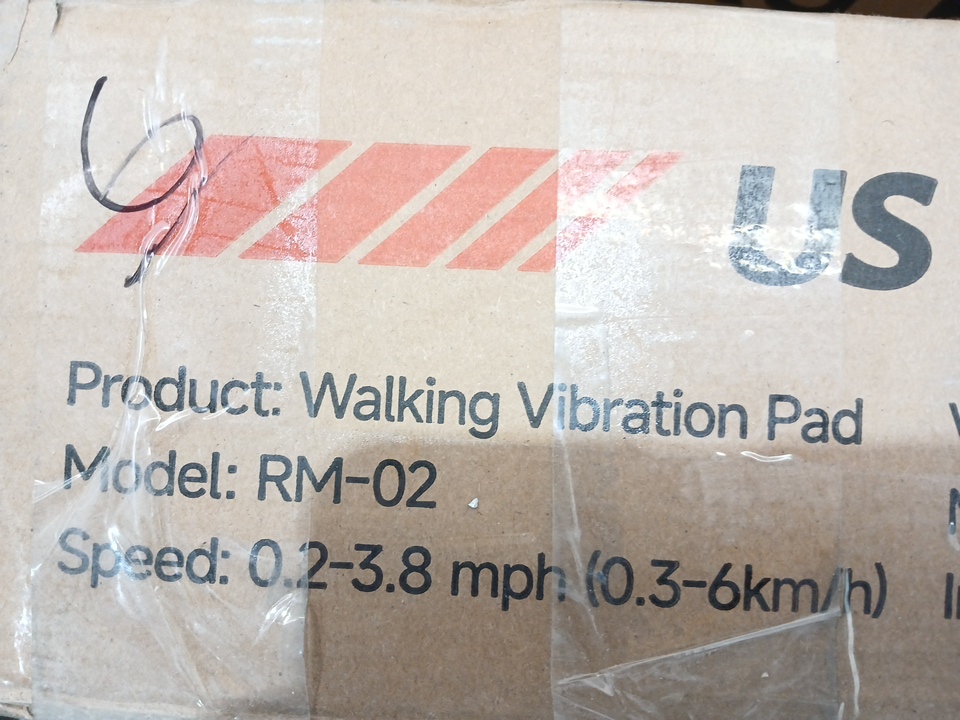 US
Product: Walking Vibration Pad
Model: RM-02
Speed: 0.2-3.8 mph (0.3-6km/h)